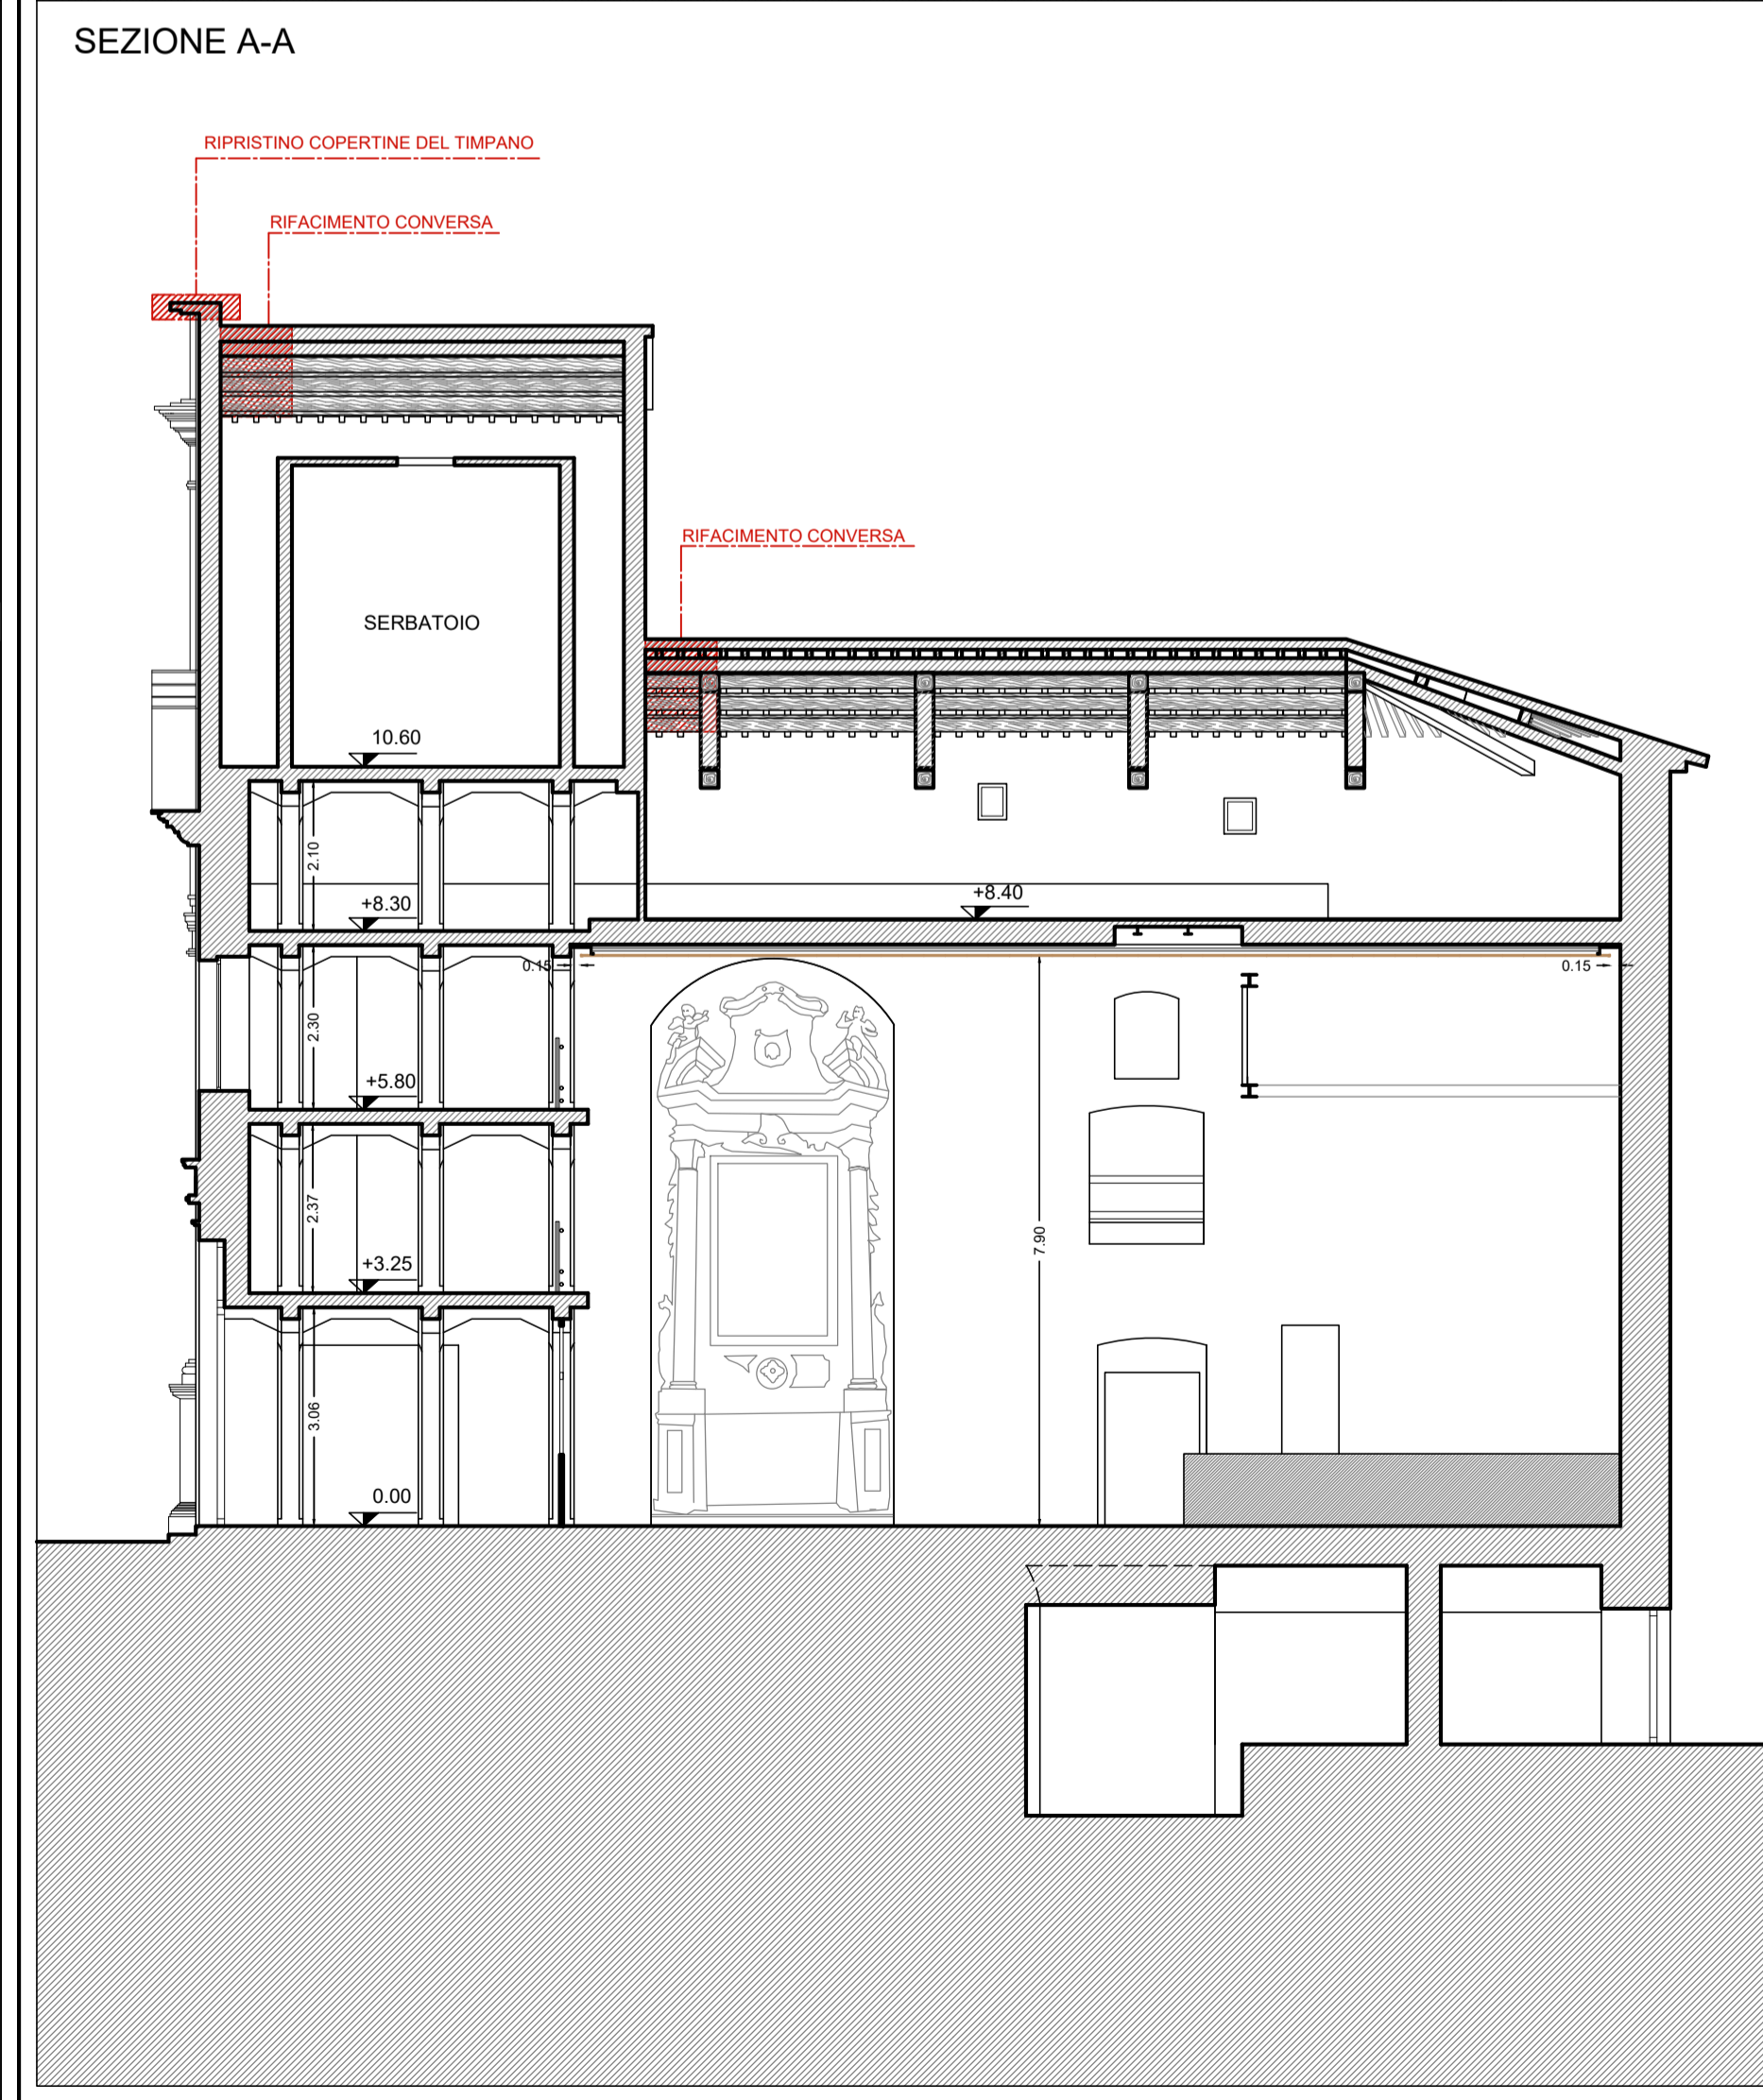 SEZIONE A-A
RIPRISTINO COPERTINE DEL TIMPANO
RIFACIMENTO CONVERSA
RIFACIMENTO CONVERSA
SERBATOIO
10.60
2.10
+8.30
+8.40
0.15
0.15
2.30
+5.80
2.37
7.90
+3.25
3.06
0.00